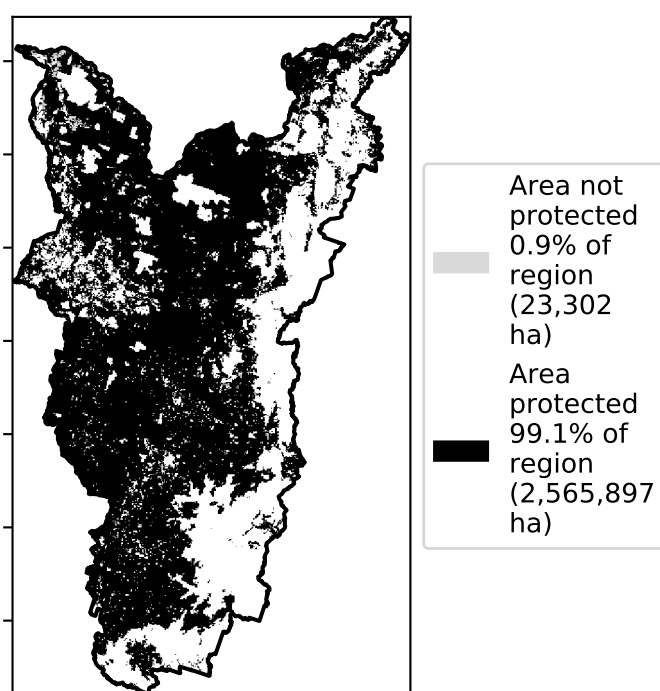 Area not
protected
0.9% of
region
(23,302
ha)
Area
protected
99.1% of
region
(2,565,897
ha)